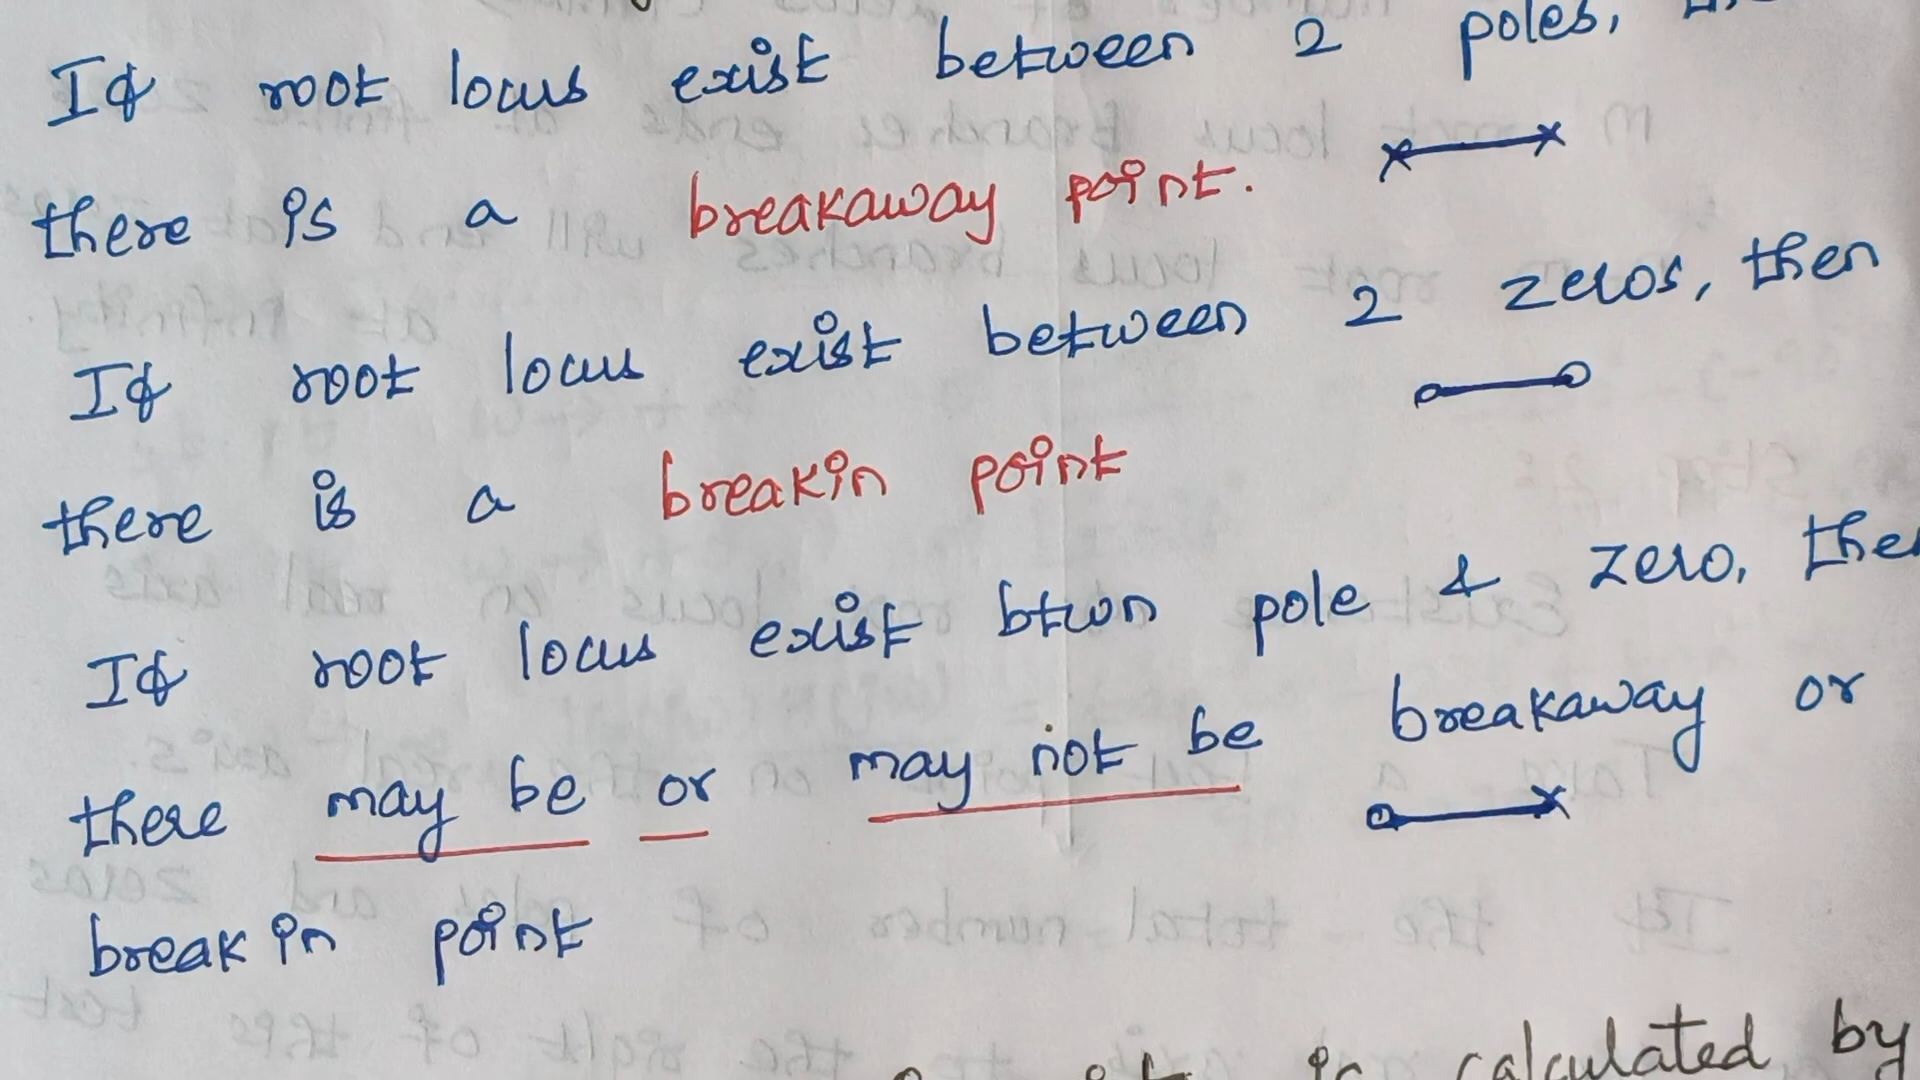 If root locus exist between 2 poles,
there is a breakaway point.
If root locus exist between 2 zeros, then
there is a breakin point
If root locus exist btwn pole & zero, then
there may be or may not be breakaway or
break in point
is calculated by